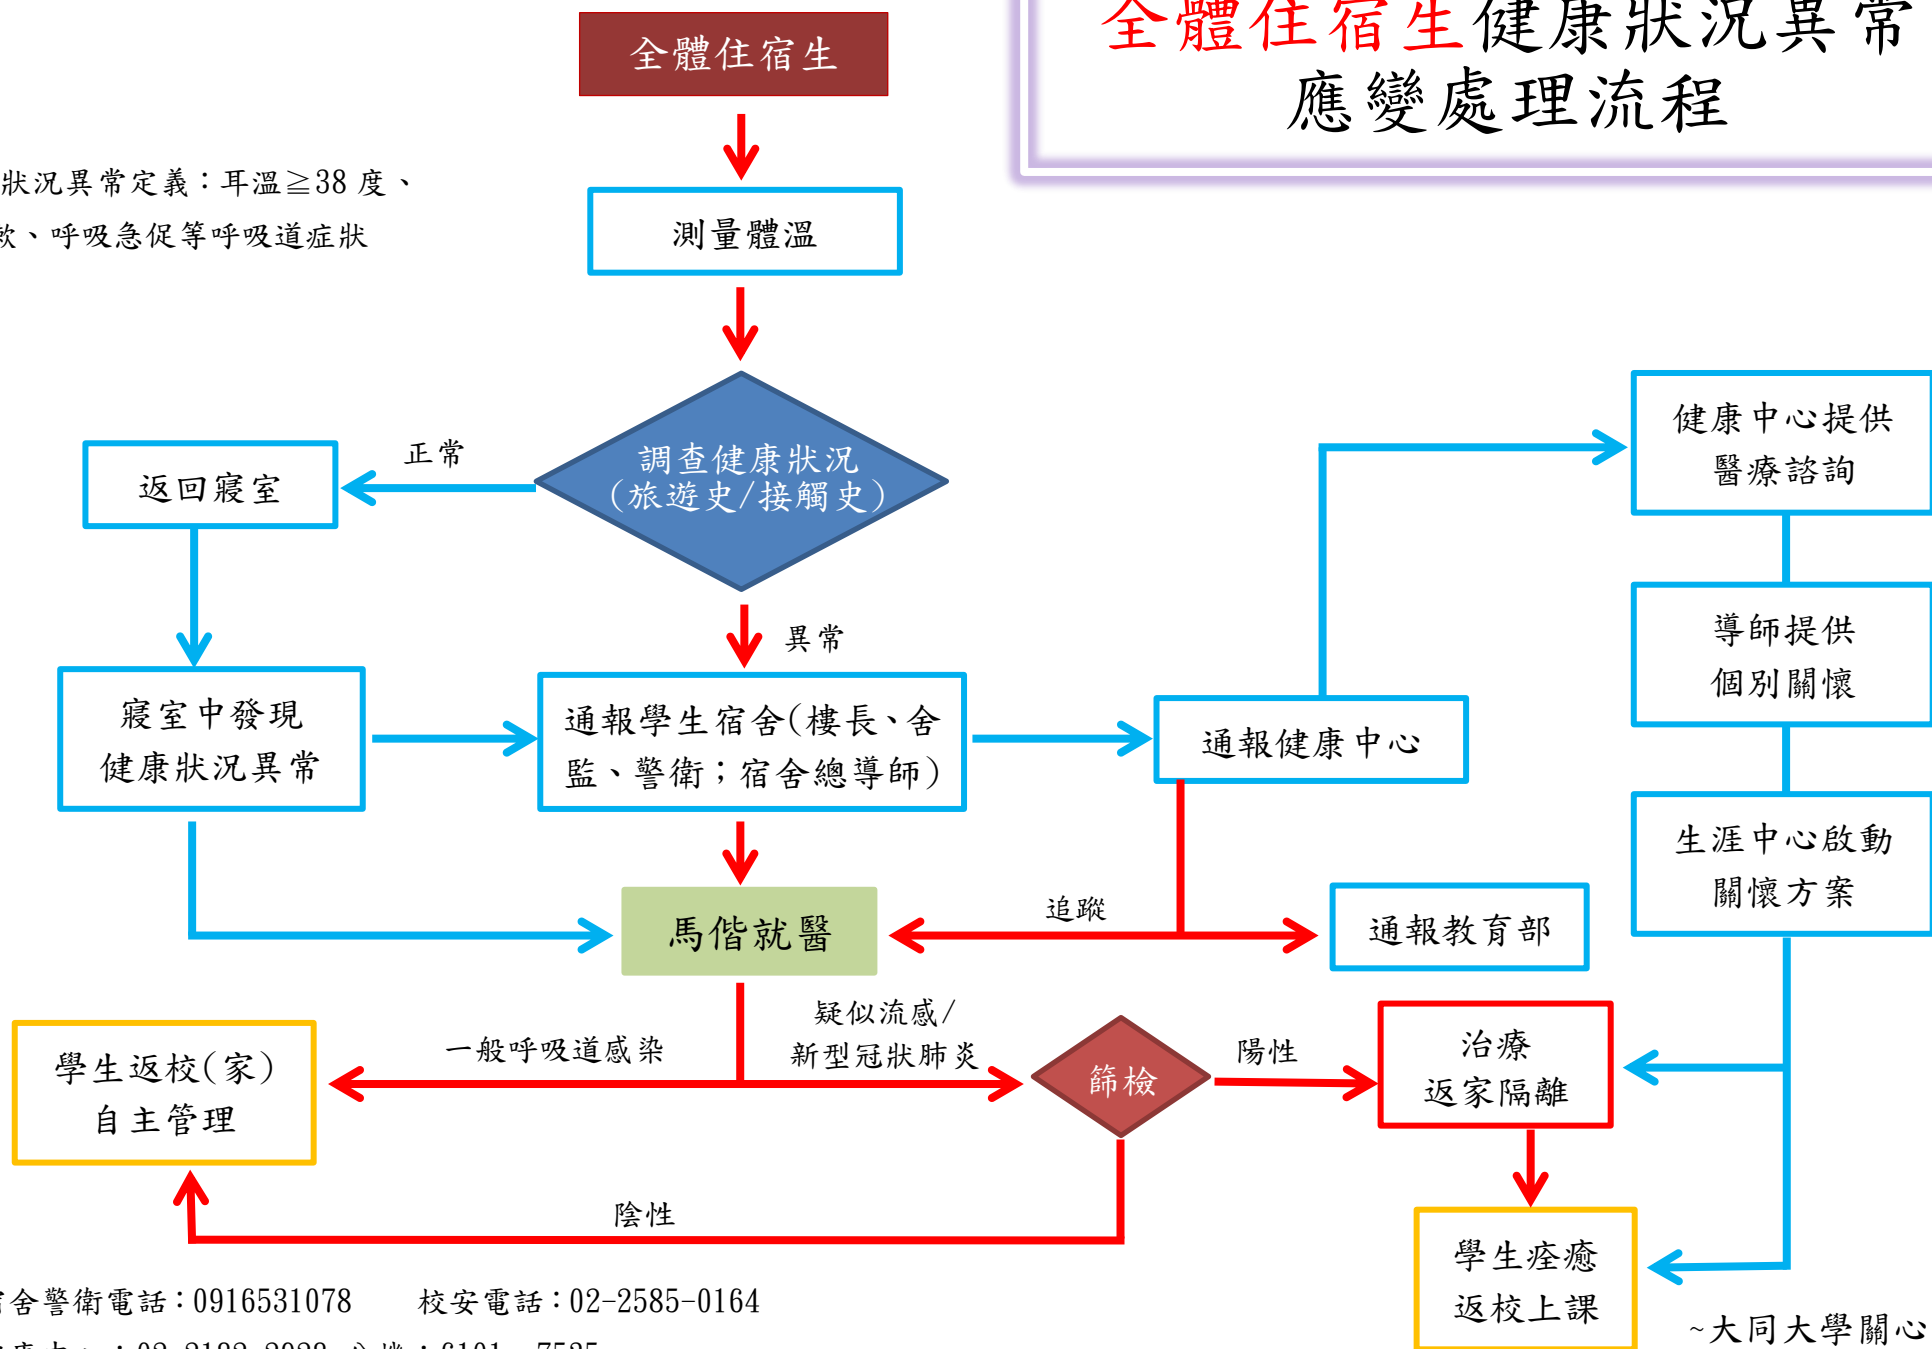 全體住宿生健康狀況異常
應變處理流程
全體住宿生
狀況異常定義：耳溫≧38 度、
、呼吸急促等呼吸道症狀
測量體溫
調查健康狀況
(旅遊史/接觸史)
正常
返回寢室
異常
寢室中發現
健康狀況異常
通報學生宿舍(樓長、舍
監、警衛；宿舍總導師)
通報健康中心
健康中心提供
醫療諮詢
導師提供
個別關懷
生涯中心啟動
關懷方案
馬偕就醫
追蹤
通報教育部
一般呼吸道感染
疑似流感/
新型冠狀肺炎
篩檢
陽性
治療
返家隔離
學生返校(家)
自主管理
陰性
學生痊癒
返校上課
舍警衛電話：0916531078 校安電話：02-2585-0164
~大同大學關心